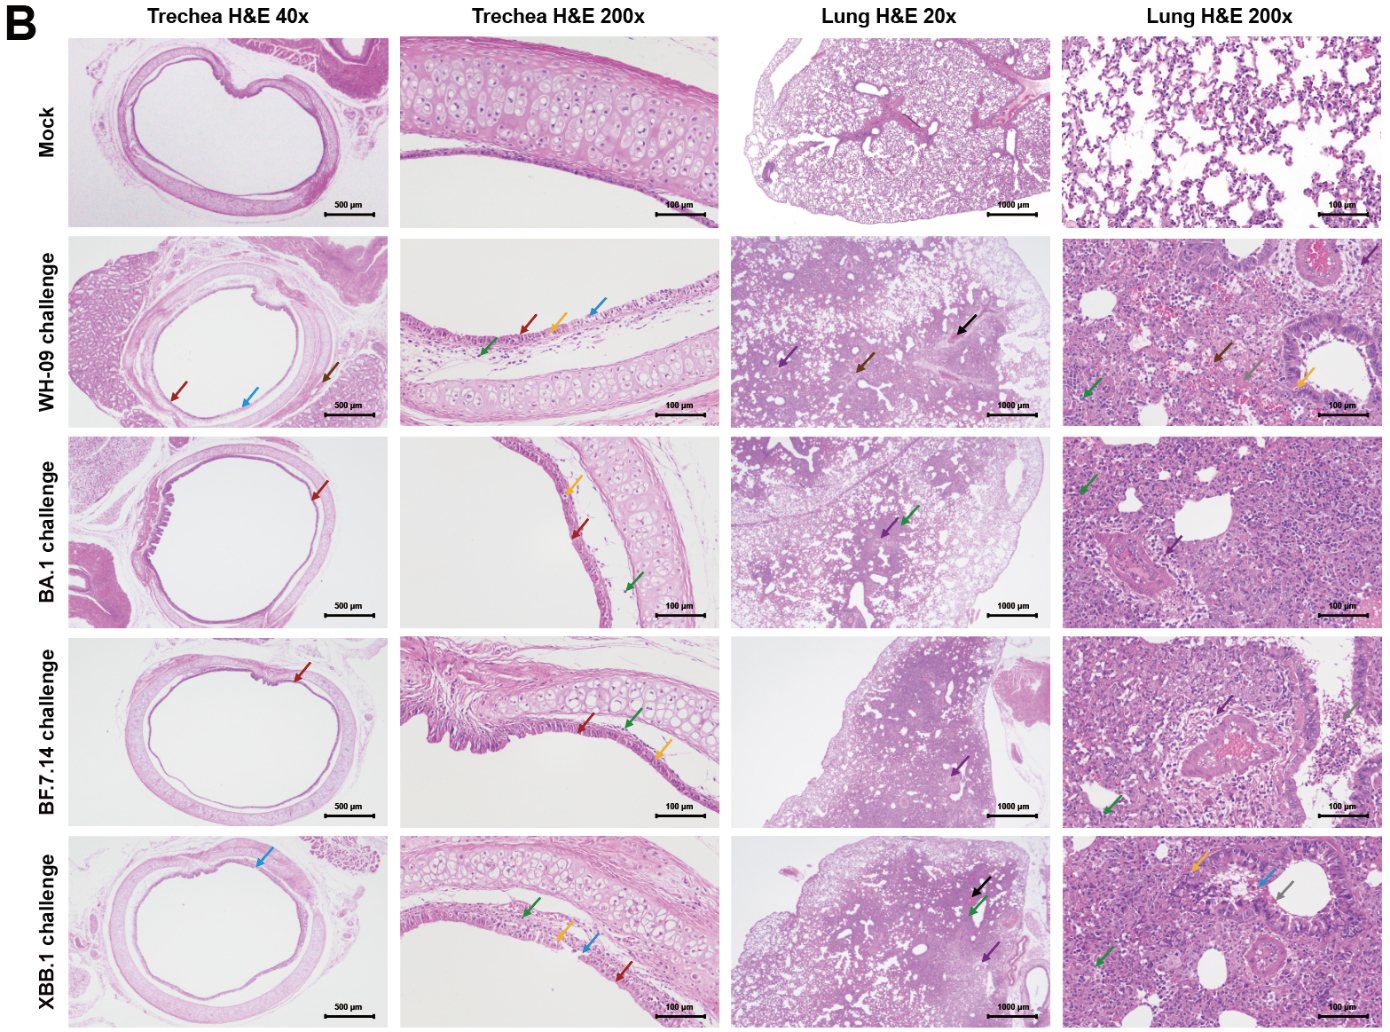 B
Trechea H&E 40x
Trechea H&E 200x
Lung H&E 20x
Lung H&E 200x
Mock
500 µm
100 µm
1000 µm
100 µm
WH-09 challenge
500 µm
100 µm
1000 µm
100 µm
BA.1 challenge
500 µm
100 µm
1000 µm
100 µm
BF.7.14 challenge
500 µm
100 µm
1000 µm
100 µm
XBB.1 challenge
500 µm
100 µm
1000 µm
100 µm